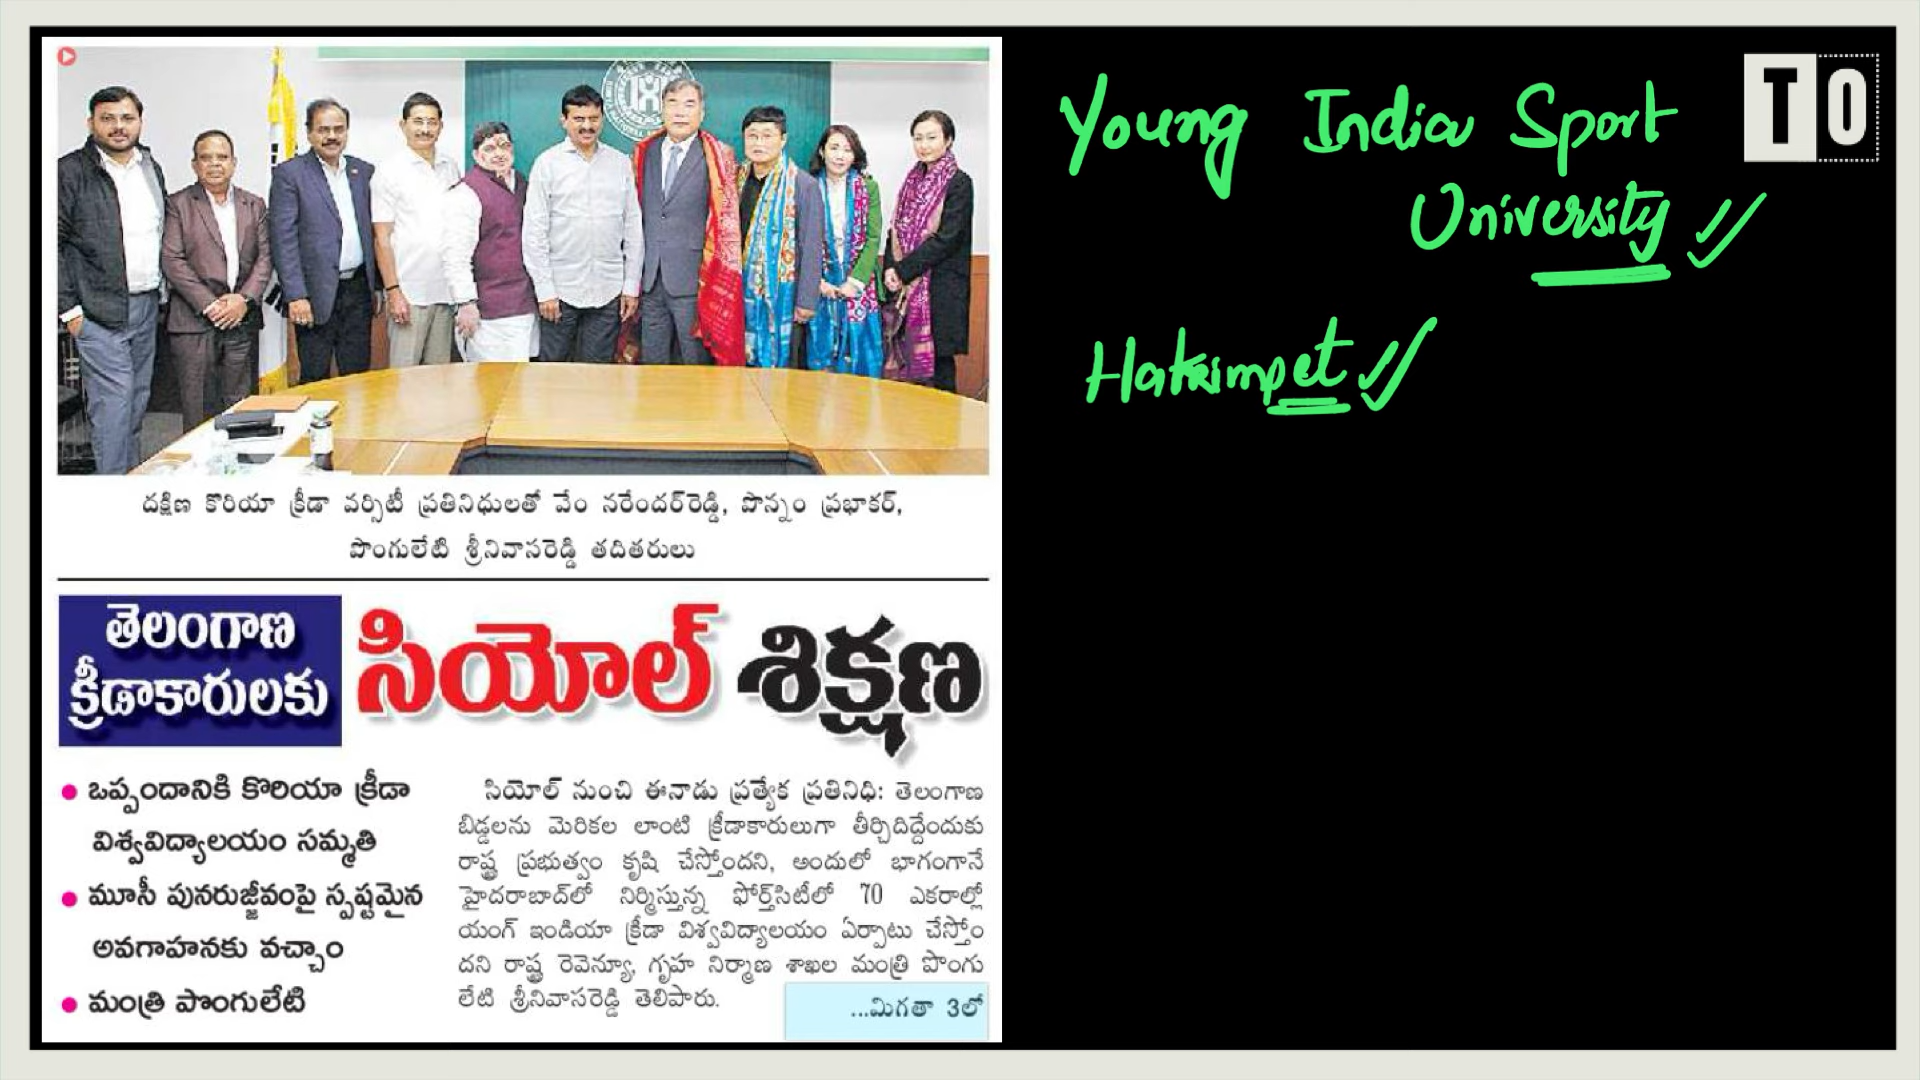 దక్షిణ కొరియా క్రీడా వర్సిటీ ప్రతినిధులతో వేం నరేందర్‌రెడ్డి, పొన్నం ప్రభాకర్,
పొంగులేటి శ్రీనివాసరెడ్డి తదితరులు
తెలంగాణ
క్రీడాకారులకు
సియోల్ శిక్షణ
● ఒప్పందానికి కొరియా క్రీడా
విశ్వవిద్యాలయం సమ్మతి
● మూసీ పునరుజ్జీవంపై స్పష్టమైన
అవగాహనకు వచ్చాం
● మంత్రి పొంగులేటి
సియోల్ నుంచి ఈనాడు ప్రత్యేక ప్రతినిధి: తెలంగాణ
బిడ్డలను మెరికల లాంటి క్రీడాకారులుగా తీర్చిదిద్దేందుకు
రాష్ట్ర ప్రభుత్వం కృషి చేస్తోందని, అందులో భాగంగానే
హైదరాబాద్‌లో నిర్మిస్తున్న ఫోర్త్‌సిటీలో 70 ఎకరాల్లో
యంగ్ ఇండియా క్రీడా విశ్వవిద్యాలయం ఏర్పాటు చేస్తోం
దని రాష్ట్ర రెవెన్యూ, గృహ నిర్మాణ శాఖల మంత్రి పొంగు
లేటి శ్రీనివాసరెడ్డి తెలిపారు.
...మిగతా 3లో
Young India Sport
University
Hakimpet
TO